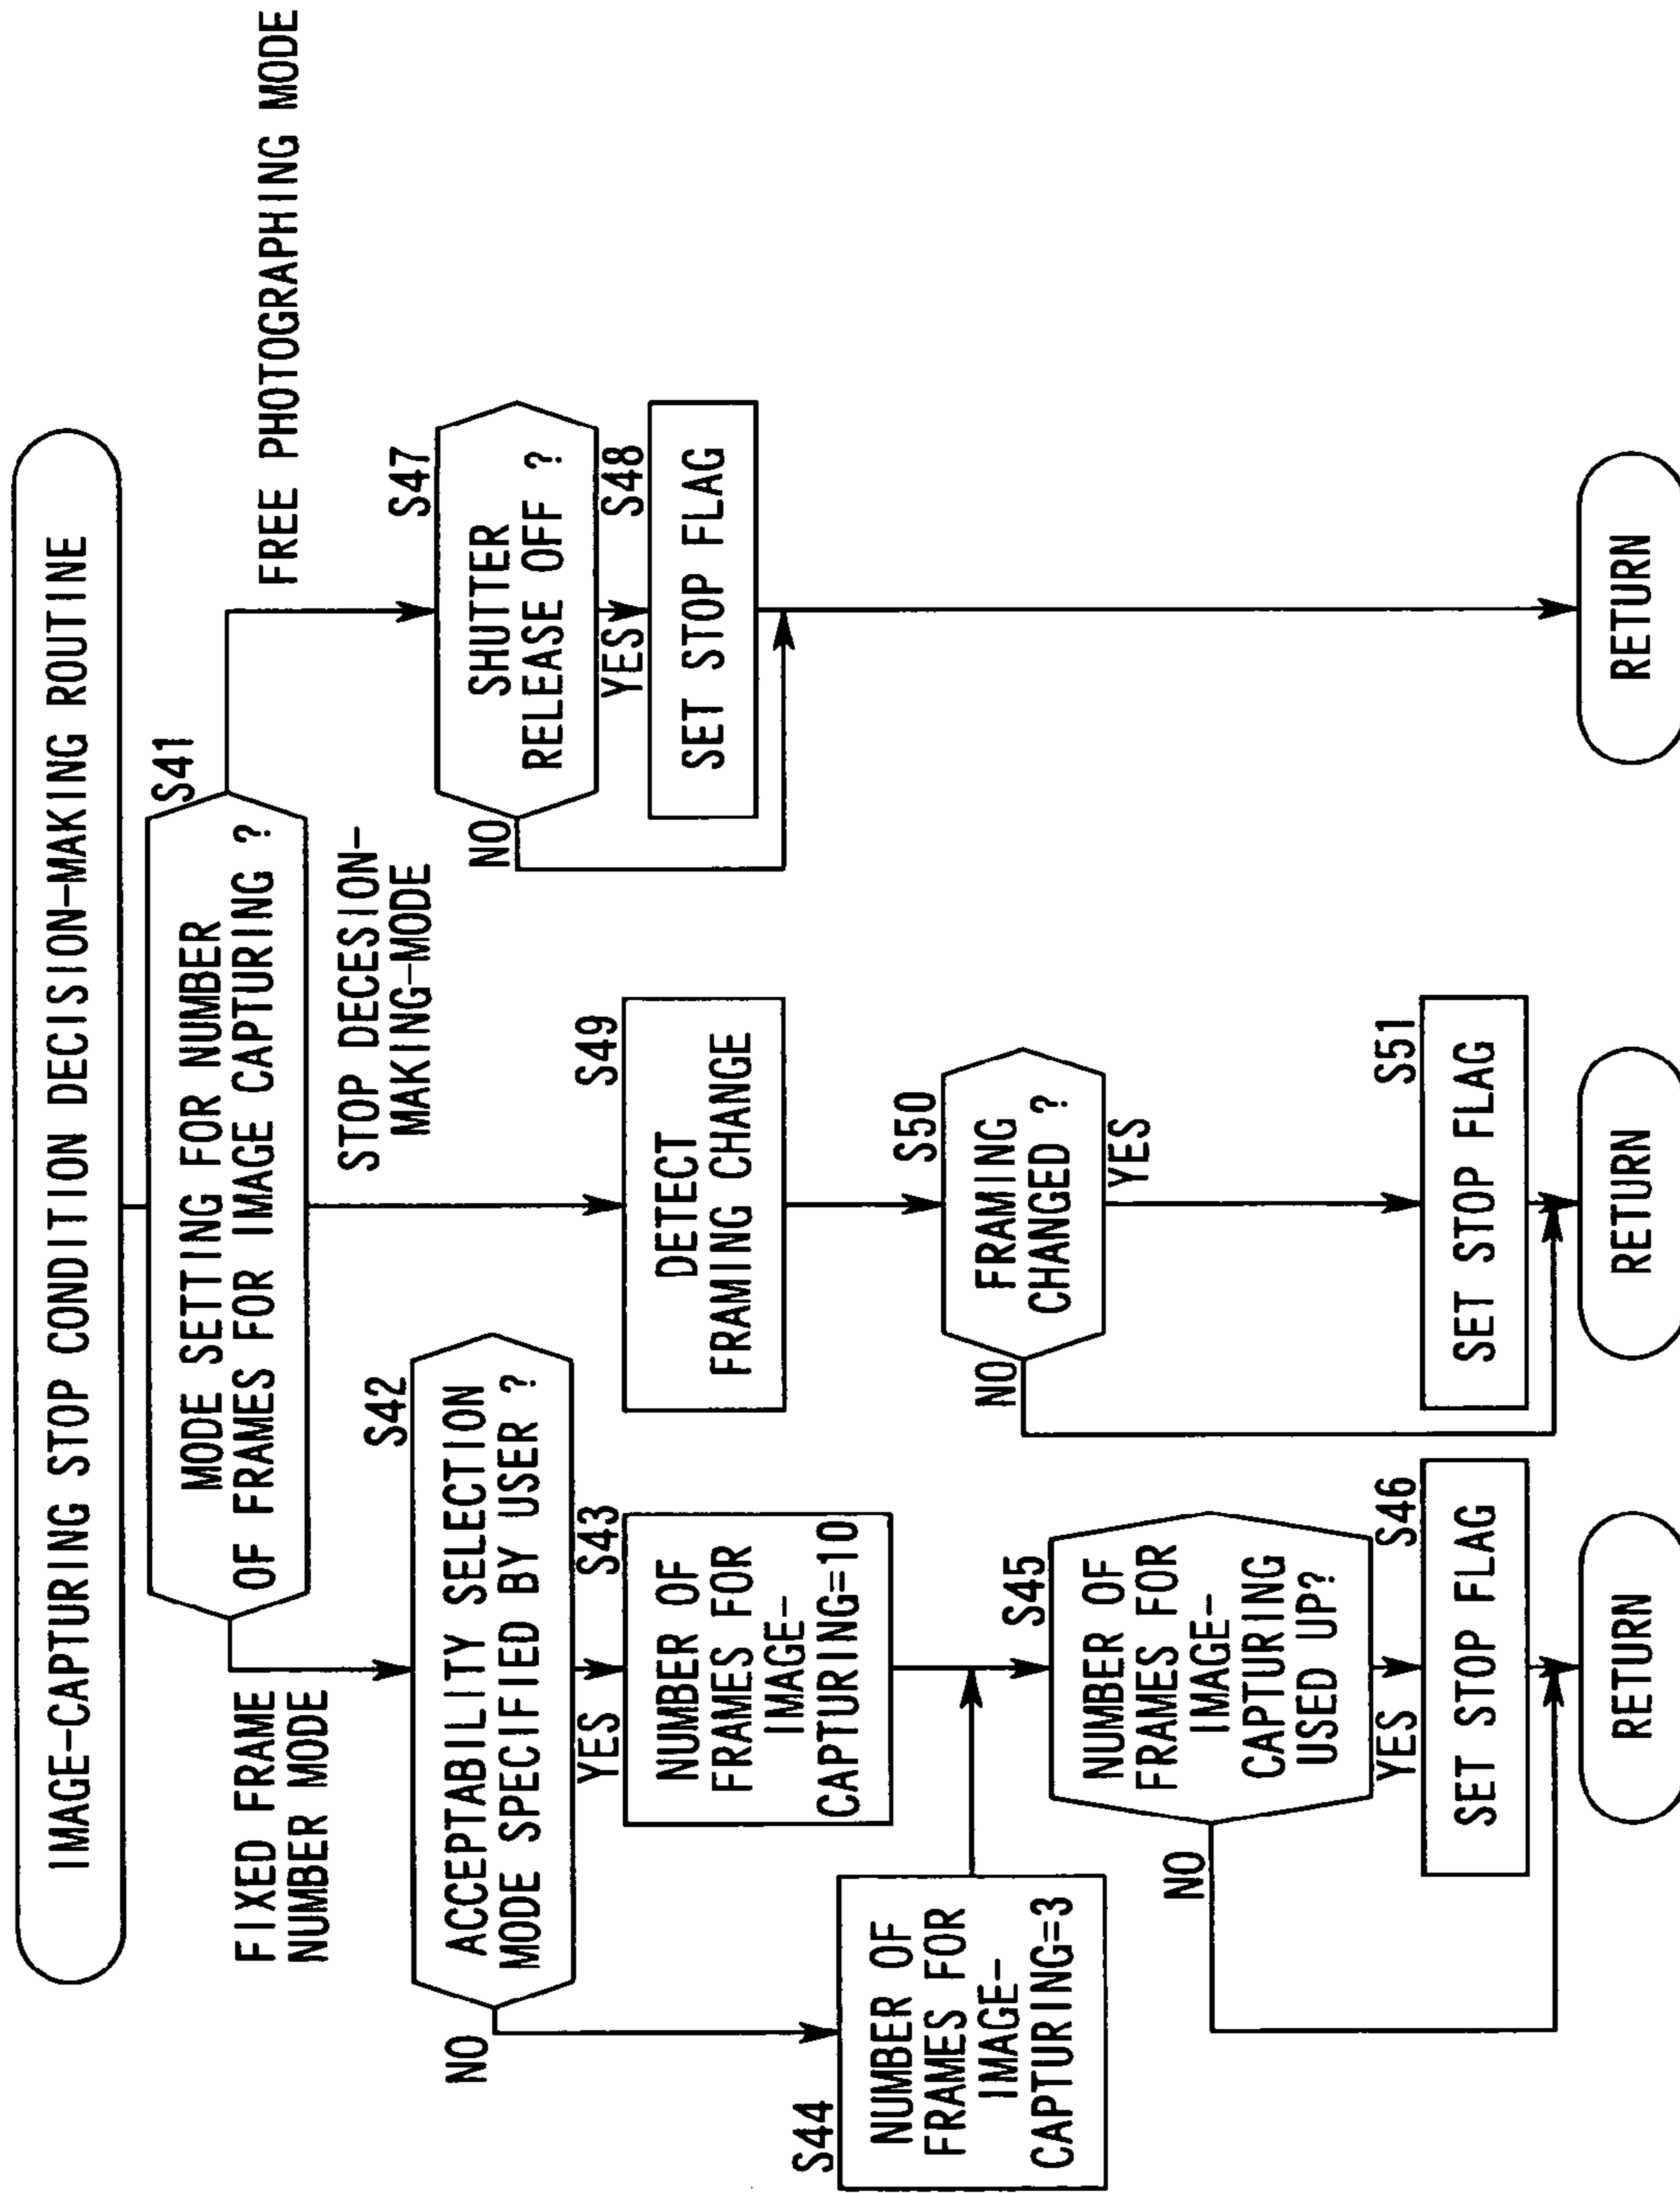 IMAGE-CAPTURING STOP CONDITION DECISION-MAKING ROUTINE
S41
MODE SETTING FOR NUMBER
OF FRAMES FOR IMAGE CAPTURING ?
FIXED FRAME
NUMBER MODE
STOP DECESION-
MAKING-MODE
FREE PHOTOGRAPHING MODE
S42
ACCEPTABILITY SELECTION
MODE SPECIFIED BY USER ?
NO
YES
S43
NUMBER OF
FRAMES FOR
IMAGE-
CAPTURING=10
S44
NUMBER OF
FRAMES FOR
IMAGE-
CAPTURING=3
S45
NUMBER OF
FRAMES FOR
IMAGE-
CAPTURING
USED UP?
NO
YES
S46
SET STOP FLAG
RETURN
S49
DETECT
FRAMING CHANGE
S50
FRAMING
CHANGED ?
NO
YES
S51
SET STOP FLAG
RETURN
S47
SHUTTER
RELEASE OFF ?
NO
YES
S48
SET STOP FLAG
RETURN